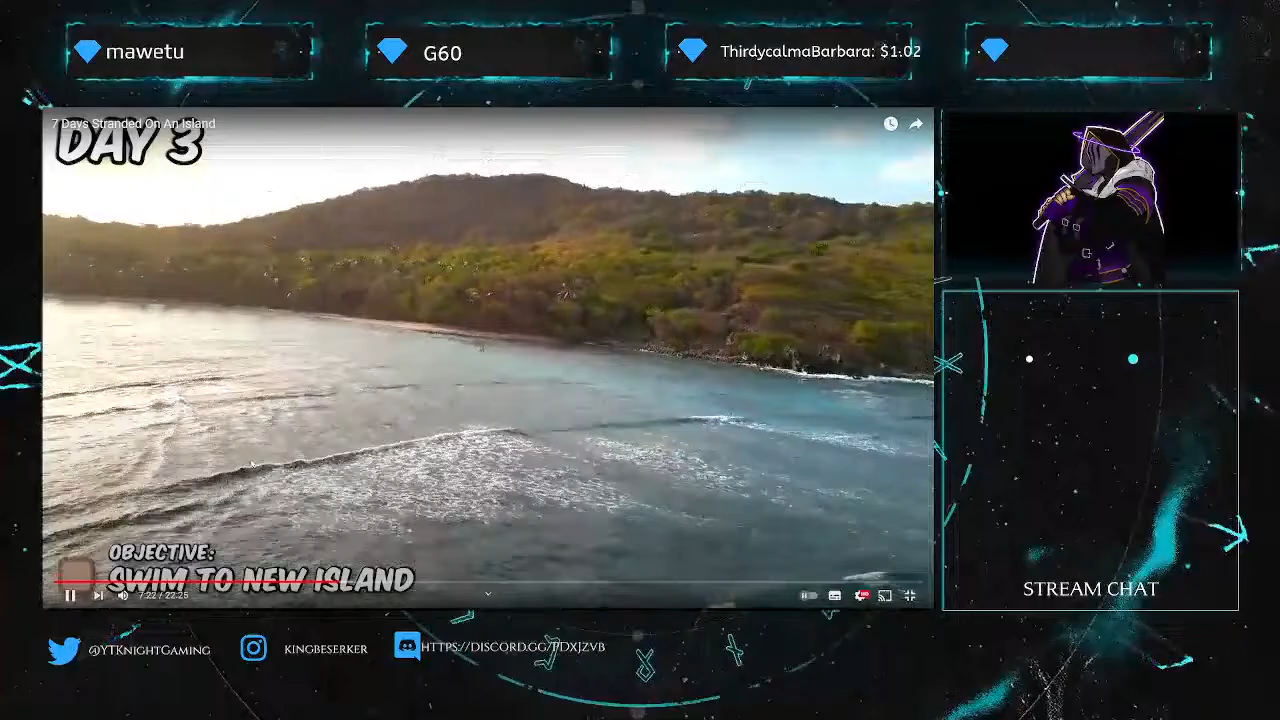 mawetu
G60
ThirdycalmaBarbara: $1.02
7 Days Stranded On An Island
DAY 3
OBJECTIVE:
SWIM TO NEW ISLAND
7:22 / 22:25
STREAM CHAT
@YTKnightGaming
kingbeserker
https://discord.gg/pdxjzvb